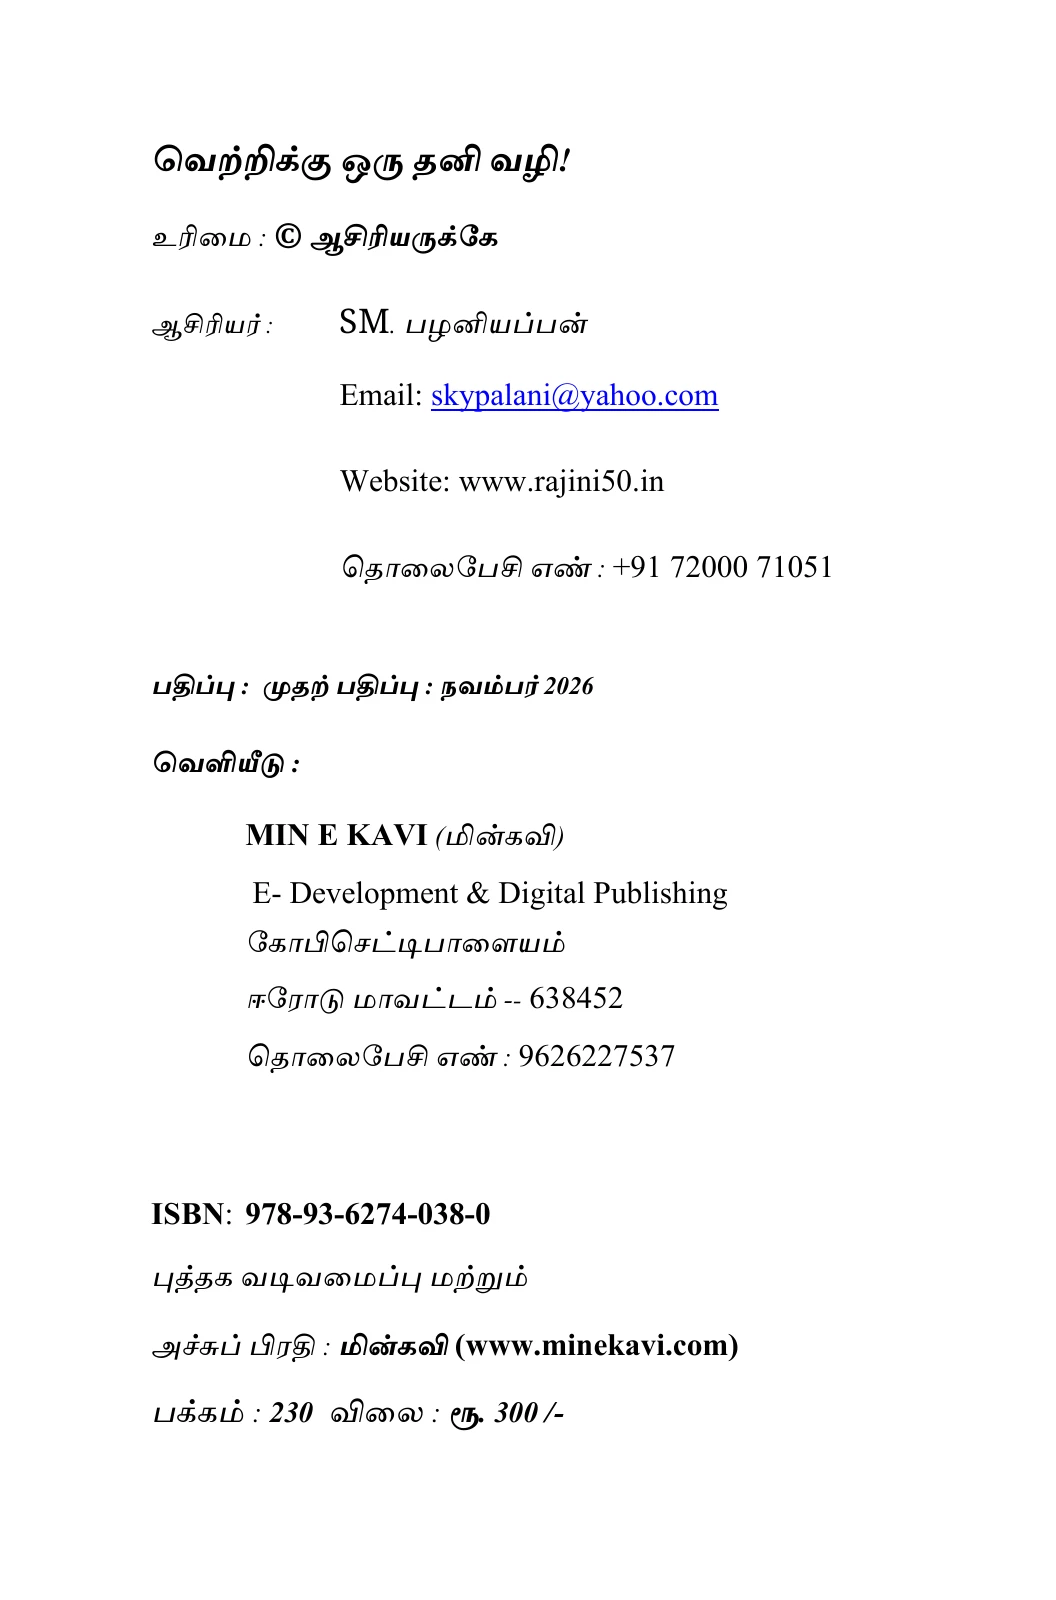 வெற்றிக்கு ஒரு தனி வழி!
உரிமை : © ஆசிரியருக்கே
ஆசிரியர் : SM. பழனியப்பன்
Email: skypalani@yahoo.com
Website: www.rajini50.in
தொலைபேசி எண் : +91 72000 71051
பதிப்பு : முதற் பதிப்பு : நவம்பர் 2026
வெளியீடு :
MIN E KAVI (மின்கவி)
E- Development & Digital Publishing
கோபிசெட்டிபாளையம்
ஈரோடு மாவட்டம் -- 638452
தொலைபேசி எண் : 9626227537
ISBN: 978-93-6274-038-0
புத்தக வடிவமைப்பு மற்றும்
அச்சுப் பிரதி : மின்கவி (www.minekavi.com)
பக்கம் : 230 விலை : ரூ. 300 /-